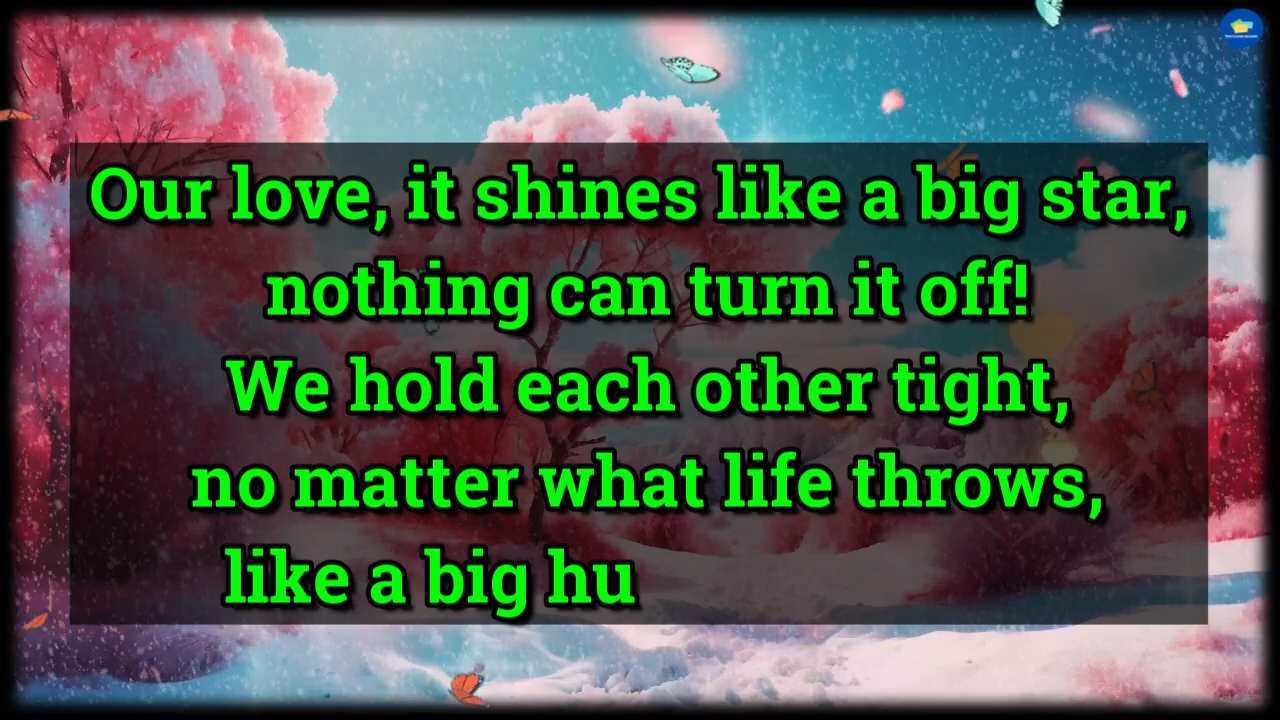 Our love, it shines like a big star,
nothing can turn it off!
We hold each other tight,
no matter what life throws,
like a big hu